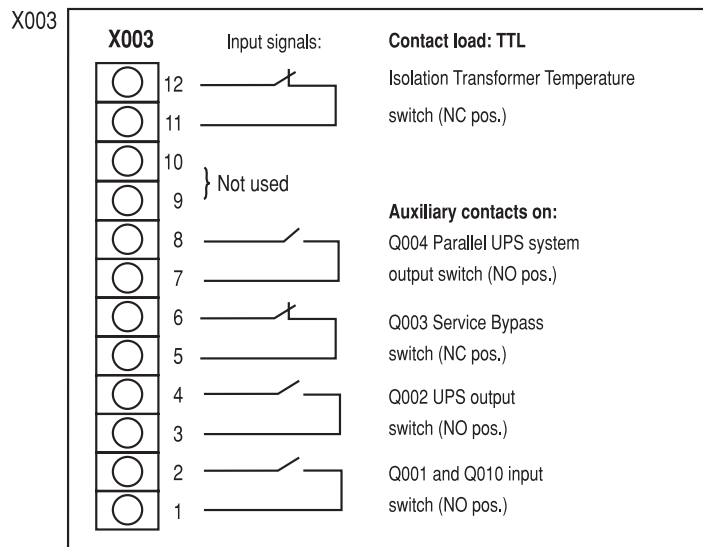 X003
X003 Input signals: Contact load: TTL
12 Isolation Transformer Temperature
11 switch (NC pos.)
10
} Not used
9
Auxiliary contacts on:
8 Q004 Parallel UPS system
7 output switch (NO pos.)
6 Q003 Service Bypass
5 switch (NC pos.)
4 Q002 UPS output
3 switch (NO pos.)
2 Q001 and Q010 input
1 switch (NO pos.)